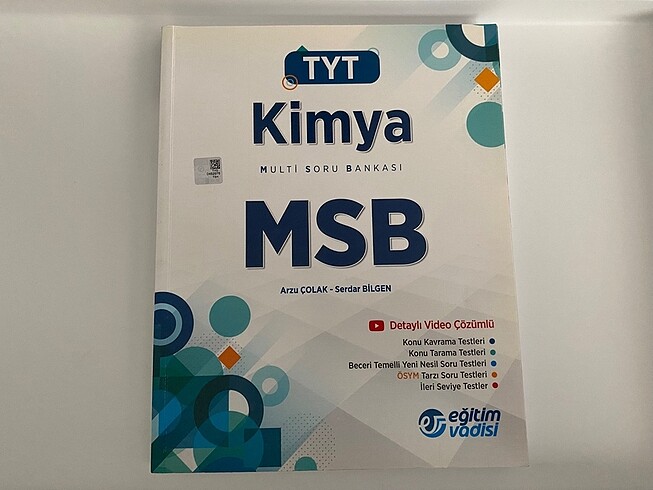 TYT
Kimya
MULTİ SORU BANKASI
MSB
Arzu ÇOLAK - Serdar BİLGEN
Detaylı Video Çözümlü
Konu Kavrama Testleri
Konu Tarama Testleri
Beceri Temelli Yeni Nesil Soru Testleri
ÖSYM Tarzı Soru Testleri
İleri Seviye Testler
eğitim
vadisi